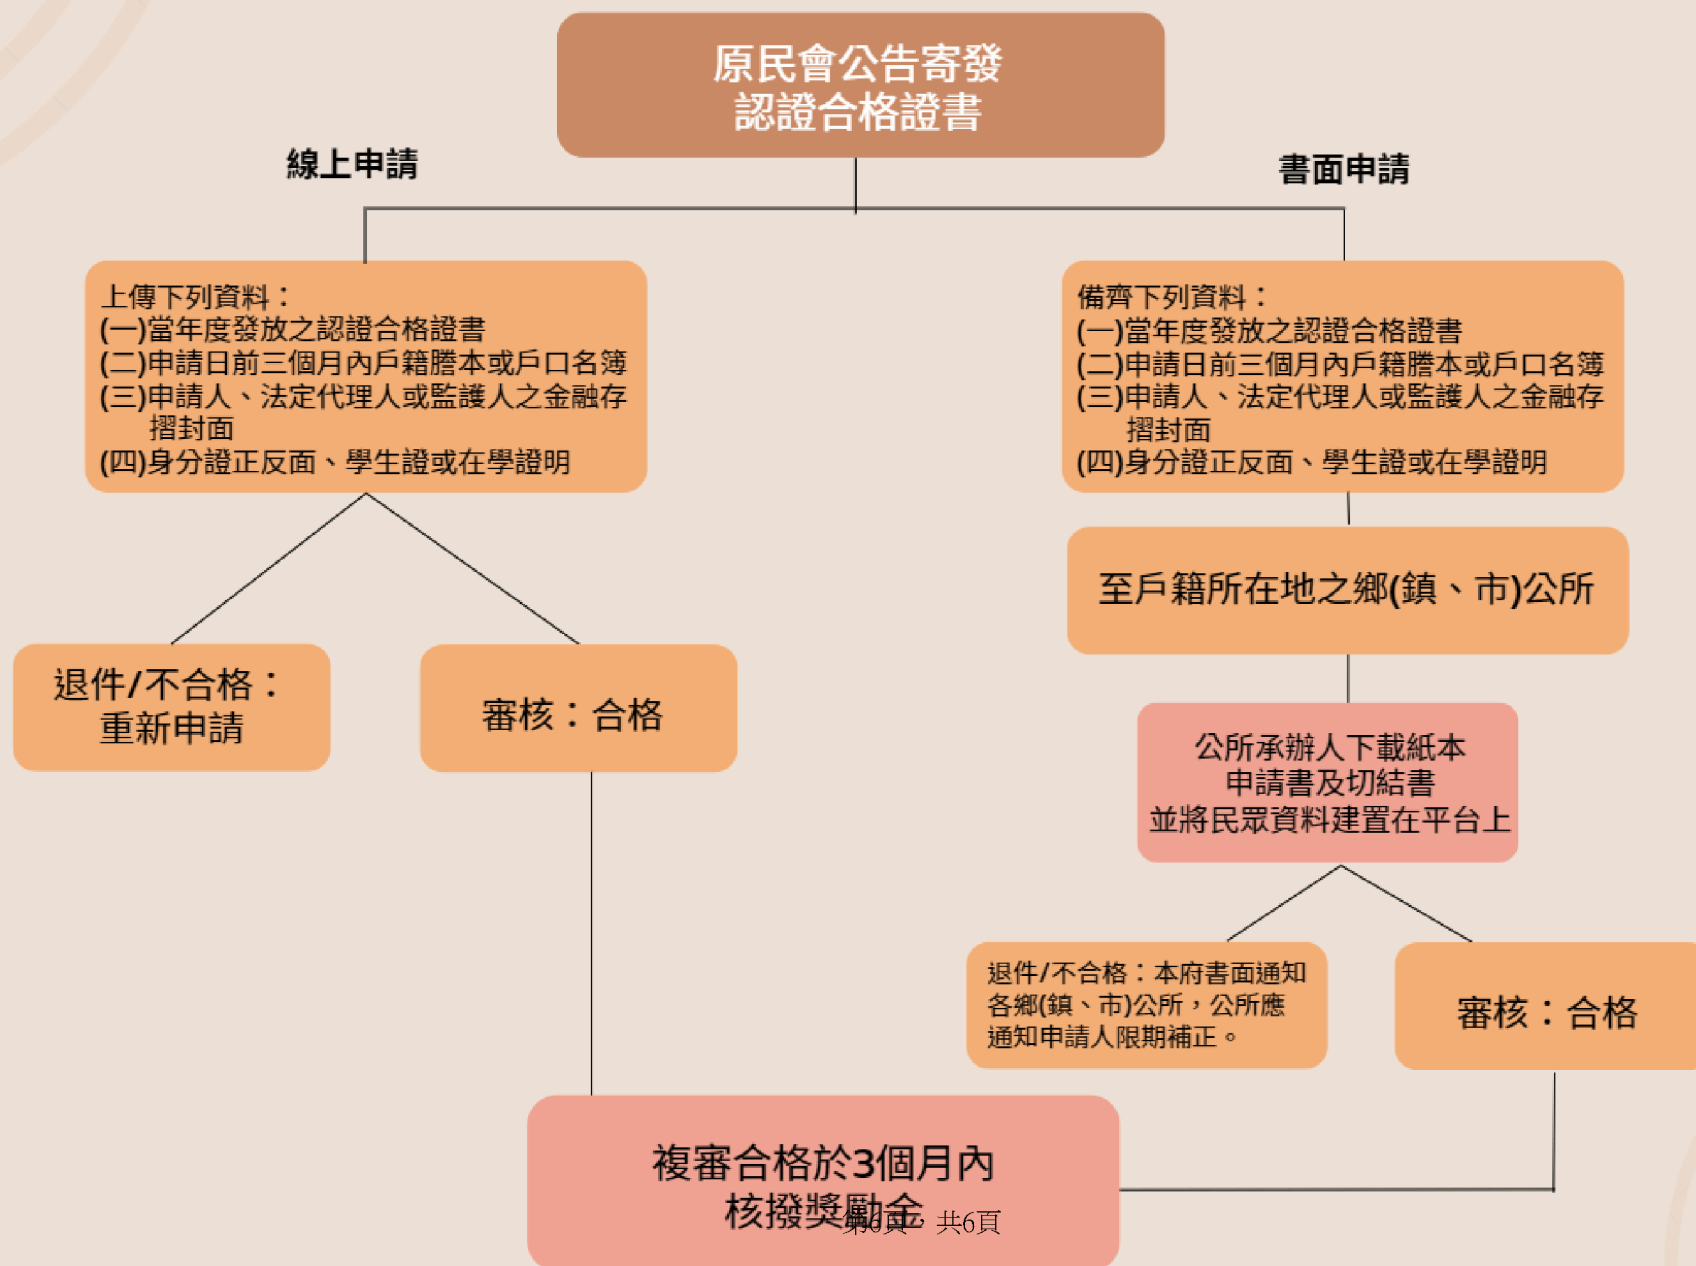 原民會公告寄發
認證合格證書
線上申請
書面申請
上傳下列資料：
(一)當年度發放之認證合格證書
(二)申請日前三個月內戶籍謄本或戶口名簿
(三)申請人、法定代理人或監護人之金融存
摺封面
(四)身分證正反面、學生證或在學證明
備齊下列資料：
(一)當年度發放之認證合格證書
(二)申請日前三個月內戶籍謄本或戶口名簿
(三)申請人、法定代理人或監護人之金融存
摺封面
(四)身分證正反面、學生證或在學證明
至戶籍所在地之鄉(鎮、市)公所
退件/不合格：
重新申請
審核：合格
公所承辦人下載紙本
申請書及切結書
並將民眾資料建置在平台上
退件/不合格：本府書面通知
各鄉(鎮、市)公所，公所應
通知申請人限期補正。
審核：合格
複審合格於3個月內
核撥獎勵金
第6頁，共6頁